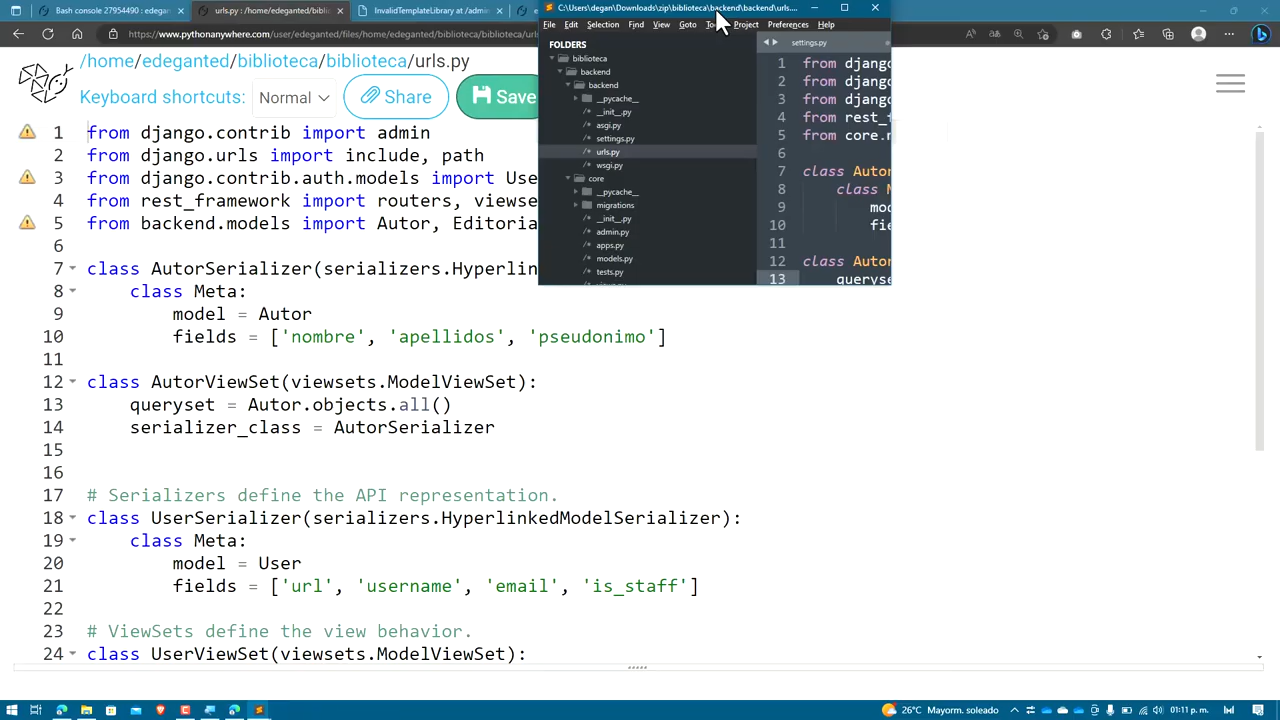 Bash console 27459210 : edegan
urls.py : /home/edeganted/bibliot
InvalidTemplateLibrary at /admin/
https://www.pythonanywhere.com/user/edeganted/files/home/edeganted/biblioteca/biblioteca/urls
/home/edeganted/biblioteca/biblioteca/urls.py
Keyboard shortcuts: Normal Share Save
1 from django.contrib import admin
2 from django.urls import include, path
3 from django.contrib.auth.models import Use
4 from rest_framework import routers, viewse
5 from backend.models import Autor, Editoria
6
7 class AutorSerializer(serializers.Hyperlin
8 class Meta:
9 model = Autor
10 fields = ['nombre', 'apellidos', 'pseudonimo']
11
12 class AutorViewSet(viewsets.ModelViewSet):
13 queryset = Autor.objects.all()
14 serializer_class = AutorSerializer
15
16
17 # Serializers define the API representation.
18 class UserSerializer(serializers.HyperlinkedModelSerializer):
19 class Meta:
20 model = User
21 fields = ['url', 'username', 'email', 'is_staff']
22
23 # ViewSets define the view behavior.
24 class UserViewSet(viewsets.ModelViewSet):
C:\Users\degan\Downloads\zip\biblioteca\backend\backend\urls....
File Edit Selection Find View Goto Project Preferences Help
FOLDERS
biblioteca
backend
backend
__pycache__
__init__.py
asgi.py
settings.py
urls.py
wsgi.py
core
__pycache__
migrations
__init__.py
admin.py
apps.py
models.py
tests.py
settings.py
1 from django
2 from django
3 from django
4 from rest_f
5 from core.m
6
7 class Autor
8 class M
9 mod
10 fie
11
12 class Autor
13 queryse
26°C Mayorm. soleado 01:11 p. m.